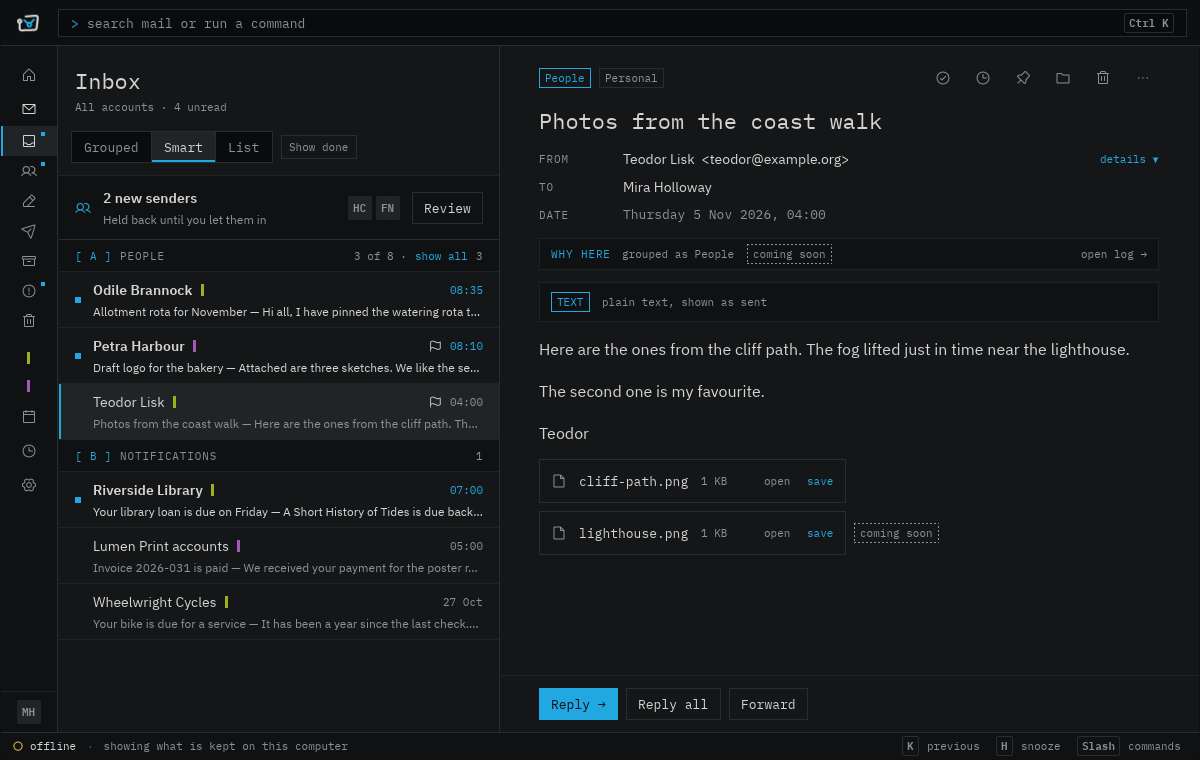 > search mail or run a command Ctrl K
Inbox
All accounts · 4 unread
Grouped Smart List Show done
2 new senders
Held back until you let them in
HC FN Review
[ A ] PEOPLE 3 of 8 · show all 3
Odile Brannock 08:35
Allotment rota for November — Hi all, I have pinned the watering rota t...
Petra Harbour 08:10
Draft logo for the bakery — Attached are three sketches. We like the se...
Teodor Lisk 04:00
Photos from the coast walk — Here are the ones from the cliff path. Th...
[ B ] NOTIFICATIONS 1
Riverside Library 07:00
Your library loan is due on Friday — A Short History of Tides is due back...
Lumen Print accounts 05:00
Invoice 2026-031 is paid — We received your payment for the poster r...
Wheelwright Cycles 27 Oct
Your bike is due for a service — It has been a year since the last check....
MH
People Personal
Photos from the coast walk
FROM Teodor Lisk <teodor@example.org> details ▾
TO Mira Holloway
DATE Thursday 5 Nov 2026, 04:00
WHY HERE grouped as People coming soon open log →
TEXT plain text, shown as sent
Here are the ones from the cliff path. The fog lifted just in time near the lighthouse.
The second one is my favourite.
Teodor
cliff-path.png 1 KB open save
lighthouse.png 1 KB open save coming soon
Reply → Reply all Forward
offline · showing what is kept on this computer K previous H snooze Slash commands